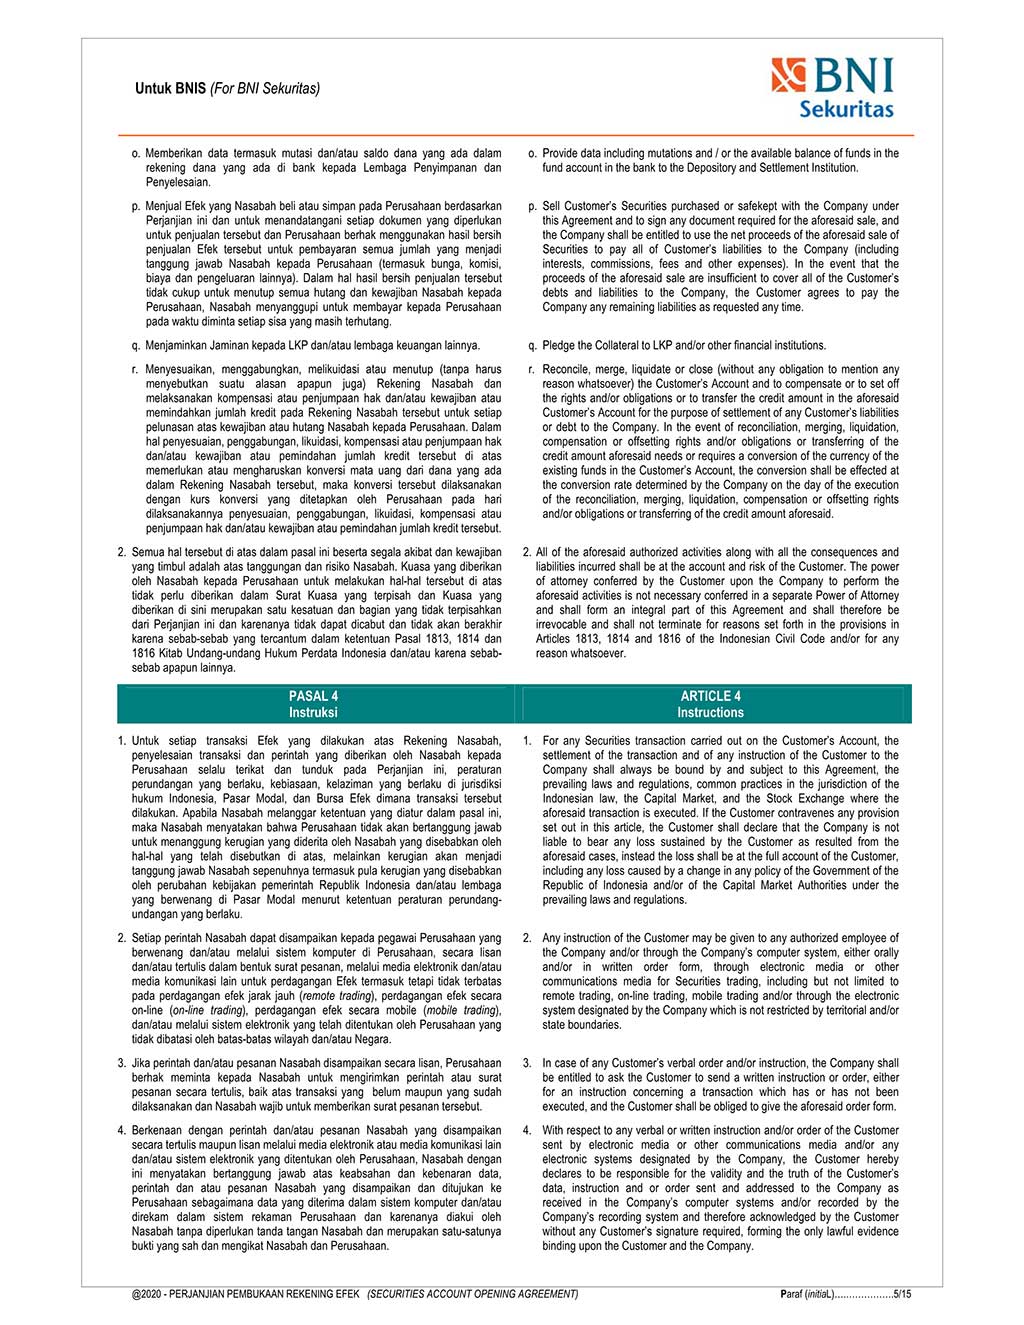 Untuk BNIS (For BNI Sekuritas)
BNI
Sekuritas
o. Memberikan data termasuk mutasi dan/atau saldo dana yang ada dalam
rekening dana yang ada di bank kepada Lembaga Penyimpanan dan
Penyelesaian.
p. Menjual Efek yang Nasabah beli atau simpan pada Perusahaan berdasarkan
Perjanjian ini dan untuk menandatangani setiap dokumen yang diperlukan
untuk penjualan tersebut dan Perusahaan berhak menggunakan hasil bersih
penjualan Efek tersebut untuk pembayaran semua jumlah yang menjadi
tanggung jawab Nasabah kepada Perusahaan (termasuk bunga, komisi,
biaya dan pengeluaran lainnya). Dalam hal hasil bersih penjualan tersebut
tidak cukup untuk menutup semua hutang dan kewajiban Nasabah kepada
Perusahaan, Nasabah menyanggupi untuk membayar kepada Perusahaan
pada waktu diminta setiap sisa yang masih terhutang.
q. Menjaminkan Jaminan kepada LKP dan/atau lembaga keuangan lainnya.
r. Menyesuaikan, menggabungkan, melikuidasi atau menutup (tanpa harus
menyebutkan suatu alasan apapun juga) Rekening Nasabah dan
melaksanakan kompensasi atau penjumpaan hak dan/atau kewajiban atau
memindahkan jumlah kredit pada Rekening Nasabah tersebut untuk setiap
pelunasan atas kewajiban atau hutang Nasabah kepada Perusahaan. Dalam
hal penyesuaian, penggabungan, likuidasi, kompensasi atau penjumpaan hak
dan/atau kewajiban atau pemindahan jumlah kredit tersebut di atas
memerlukan atau mengharuskan konversi mata uang dari dana yang ada
dalam Rekening Nasabah tersebut, maka konversi tersebut dilaksanakan
dengan kurs konversi yang ditetapkan oleh Perusahaan pada hari
dilaksanakannya penyesuaian, penggabungan, likuidasi, kompensasi atau
penjumpaan hak dan/atau kewajiban atau pemindahan jumlah kredit tersebut.
2. Semua hal tersebut di atas dalam pasal ini beserta segala akibat dan kewajiban
yang timbul adalah atas tanggungan dan risiko Nasabah. Kuasa yang diberikan
oleh Nasabah kepada Perusahaan untuk melakukan hal-hal tersebut di atas
tidak perlu diberikan dalam Surat Kuasa yang terpisah dan Kuasa yang
diberikan di sini merupakan satu kesatuan dan bagian yang tidak terpisahkan
dari Perjanjian ini dan karenanya tidak dapat dicabut dan tidak akan berakhir
karena sebab-sebab yang tercantum dalam ketentuan Pasal 1813, 1814 dan
1816 Kitab Undang-undang Hukum Perdata Indonesia dan/atau karena sebab-
sebab apapun lainnya.
o. Provide data including mutations and / or the available balance of funds in the
fund account in the bank to the Depository and Settlement Institution.
p. Sell Customer's Securities purchased or safekept with the Company under
this Agreement and to sign any document required for the aforesaid sale, and
the Company shall be entitled to use the net proceeds of the aforesaid sale of
Securities to pay all of Customer's liabilities to the Company (including
interests, commissions, fees and other expenses). In the event that the
proceeds of the aforesaid sale are insufficient to cover all of the Customer's
debts and liabilities to the Company, the Customer agrees to pay the
Company any remaining liabilities as requested any time.
q. Pledge the Collateral to LKP and/or other financial institutions.
r. Reconcile, merge, liquidate or close (without any obligation to mention any
reason whatsoever) the Customer's Account and to compensate or to set off
the rights and/or obligations or to transfer the credit amount in the aforesaid
Customer's Account for the purpose of settlement of any Customer's liabilities
or debt to the Company. In the event of reconciliation, merging, liquidation,
compensation or offsetting rights and/or obligations or transferring of the
credit amount aforesaid needs or requires a conversion of the currency of the
existing funds in the Customer's Account, the conversion shall be effected at
the conversion rate determined by the Company on the day of the execution
of the reconciliation, merging, liquidation, compensation or offsetting rights
and/or obligations or transferring of the credit amount aforesaid.
2. All of the aforesaid authorized activities along with all the consequences and
liabilities incurred shall be at the account and risk of the Customer. The power
of attorney conferred by the Customer upon the Company to perform the
aforesaid activities is not necessary conferred in a separate Power of Attorney
and shall form an integral part of this Agreement and shall therefore be
irrevocable and shall not terminate for reasons set forth in the provisions in
Articles 1813, 1814 and 1816 of the Indonesian Civil Code and/or for any
reason whatsoever.
PASAL 4
Instruksi
ARTICLE 4
Instructions
1. Untuk setiap transaksi Efek yang dilakukan atas Rekening Nasabah,
penyelesaian transaksi dan perintah yang diberikan oleh Nasabah kepada
Perusahaan selalu terikat dan tunduk pada Perjanjian ini, peraturan
perundangan yang berlaku, kebiasaan, kelaziman yang berlaku di jurisdiksi
hukum Indonesia, Pasar Modal, dan Bursa Efek dimana transaksi tersebut
dilakukan. Apabila Nasabah melanggar ketentuan yang diatur dalam pasal ini,
maka Nasabah menyatakan bahwa Perusahaan tidak akan bertanggung jawab
untuk menanggung kerugian yang diderita oleh Nasabah yang disebabkan oleh
hal-hal yang telah disebutkan di atas, melainkan kerugian akan menjadi
tanggung jawab Nasabah sepenuhnya termasuk pula kerugian yang disebabkan
oleh perubahan kebijakan pemerintah Republik Indonesia dan/atau lembaga
yang berwenang di Pasar Modal menurut ketentuan peraturan perundang-
undangan yang berlaku.
2. Setiap perintah Nasabah dapat disampaikan kepada pegawai Perusahaan yang
berwenang dan/atau melalui sistem komputer di Perusahaan, secara lisan
dan/atau tertulis dalam bentuk surat pesanan, melalui media elektronik dan/atau
media komunikasi lain untuk perdagangan Efek termasuk tetapi tidak terbatas
pada perdagangan efek jarak jauh (remote trading), perdagangan efek secara
on-line (on-line trading), perdagangan efek secara mobile (mobile trading),
dan/atau melalui sistem elektronik yang telah ditentukan oleh Perusahaan yang
tidak dibatasi oleh batas-batas wilayah dan/atau Negara.
3. Jika perintah dan/atau pesanan Nasabah disampaikan secara lisan, Perusahaan
berhak meminta kepada Nasabah untuk mengirimkan perintah atau surat
pesanan secara tertulis, baik atas transaksi yang belum maupun yang sudah
dilaksanakan dan Nasabah wajib untuk memberikan surat pesanan tersebut.
4. Berkenaan dengan perintah dan/atau pesanan Nasabah yang disampaikan
secara tertulis maupun lisan melalui media elektronik atau media komunikasi lain
dan/atau sistem elektronik yang ditentukan oleh Perusahaan, Nasabah dengan
ini menyatakan bertanggung jawab atas keabsahan dan kebenaran data,
perintah dan atau pesanan Nasabah yang disampaikan dan ditujukan ke
Perusahaan sebagaimana data yang diterima dalam sistem komputer dan/atau
direkam dalam sistem rekaman Perusahaan dan karenanya diakui oleh
Nasabah tanpa diperlukan tanda tangan Nasabah dan merupakan satu-satunya
bukti yang sah dan mengikat Nasabah dan Perusahaan.
1. For any Securities transaction carried out on the Customer's Account, the
settlement of the transaction and of any instruction of the Customer to the
Company shall always be bound by and subject to this Agreement, the
prevailing laws and regulations, common practices in the jurisdiction of the
Indonesian law, the Capital Market, and the Stock Exchange where the
aforesaid transaction is executed. If the Customer contravenes any provision
set out in this article, the Customer shall declare that the Company is not
liable to bear any loss sustained by the Customer as resulted from the
aforesaid cases, instead the loss shall be at the full account of the Customer,
including any loss caused by a change in any policy of the Government of the
Republic of Indonesia and/or of the Capital Market Authorities under the
prevailing laws and regulations.
2. Any instruction of the Customer may be given to any authorized employee of
the Company and/or through the Company's computer system, either orally
and/or in written order form, through electronic media or other
communications media for Securities trading, including but not limited to
remote trading, on-line trading, mobile trading and/or through the electronic
system designated by the Company which is not restricted by territorial and/or
state boundaries.
3. In case of any Customer's verbal order and/or instruction, the Company shall
be entitled to ask the Customer to send a written instruction or order, either
for an instruction concerning a transaction which has or has not been
executed, and the Customer shall be obliged to give the aforesaid order form.
4. With respect to any verbal or written instruction and/or order of the Customer
sent by electronic media or other communications media and/or any
electronic systems designated by the Company, the Customer hereby
declares to be responsible for the validity and the truth of the Customer's
data, instruction and or order sent and addressed to the Company as
received in the Company's computer systems and/or recorded by the
Company's recording system and therefore acknowledged by the Customer
without any Customer's signature required, forming the only lawful evidence
binding upon the Customer and the Company.
@2020 - PERJANJIAN PEMBUKAAN REKENING EFEK (SECURITIES ACCOUNT OPENING AGREEMENT)
Paraf (initiaL)...................5/15